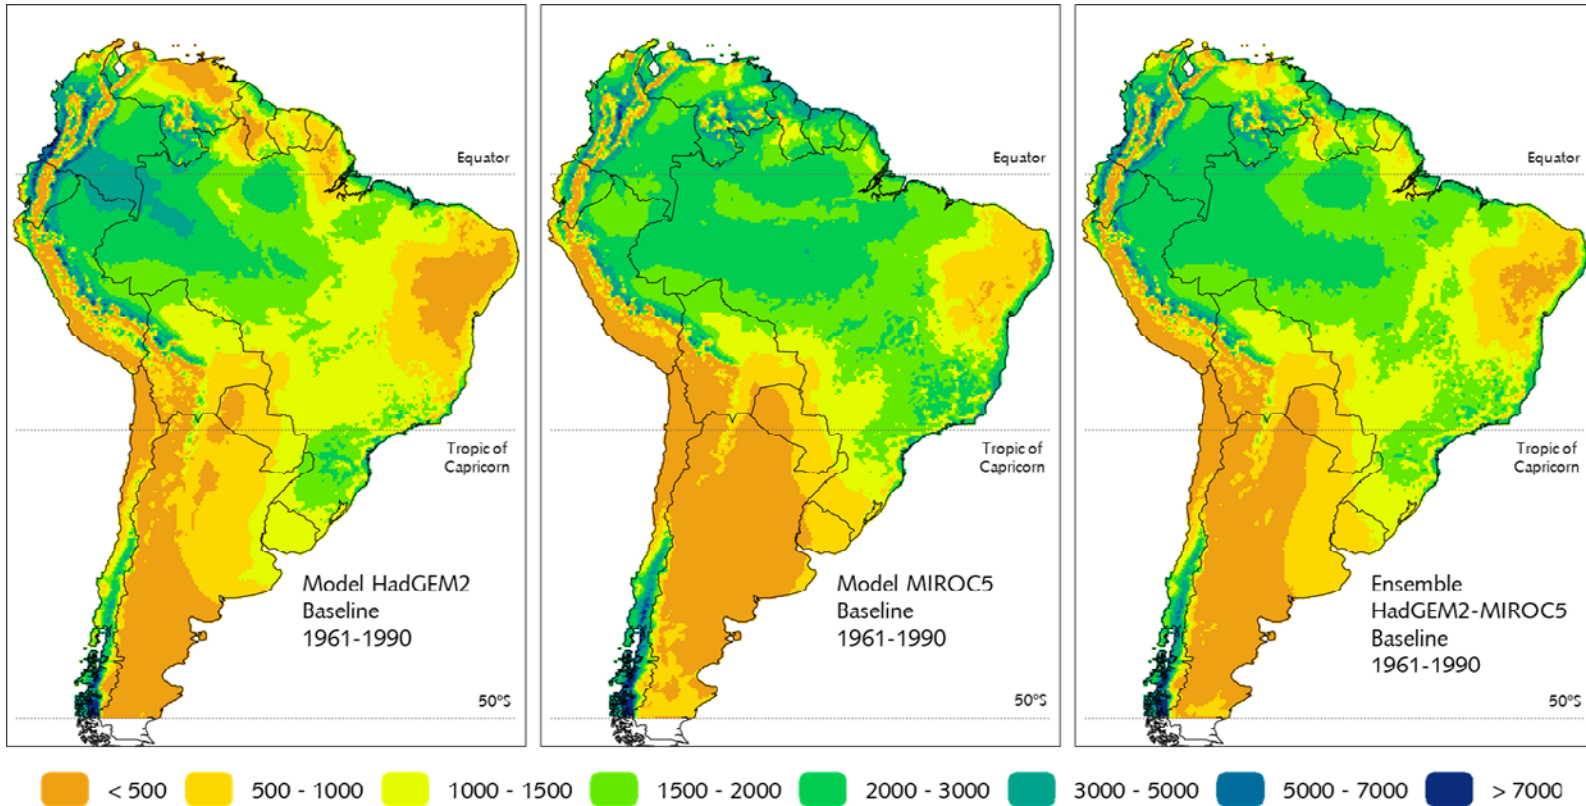 Equator
Tropic of
Capricorn
Model HadGEM2
Baseline
1961-1990
50°S
Equator
Tropic of
Capricorn
Model MIROC5
Baseline
1961-1990
50°S
Equator
Tropic of
Capricorn
Ensemble
HadGEM2-MIROC5
Baseline
1961-1990
50°S
< 500 500 - 1000 1000 - 1500 1500 - 2000 2000 - 3000 3000 - 5000 5000 - 7000 > 7000